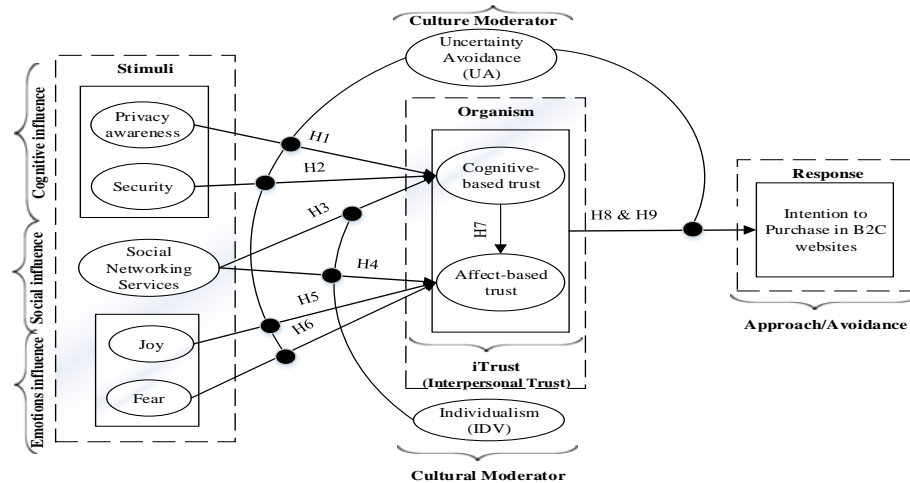 Culture Moderator
Uncertainty
Avoidance
(UA)
Stimuli
Organism
Response
Cognitive influence
Social influence
Emotions influence
Privacy
awareness
Security
Social
Networking
Services
Joy
Fear
H1
H2
H3
H4
H5
H6
Cognitive-
based trust
H7
Affect-based
trust
H8 & H9
Intention to
Purchase in B2C
websites
Approach/Avoidance
iTrust
(Interpersonal Trust)
Individualism
(IDV)
Cultural Moderator